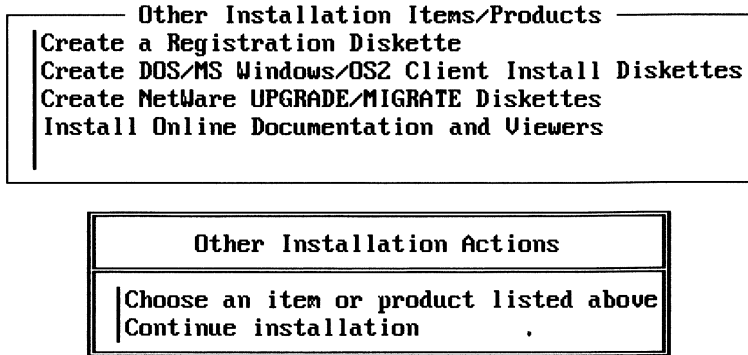 Other Installation Items/Products
Create a Registration Diskette
Create DOS/MS Windows/OS2 Client Install Diskettes
Create NetWare UPGRADE/MIGRATE Diskettes
Install Online Documentation and Viewers
Other Installation Actions
Choose an item or product listed above
Continue installation